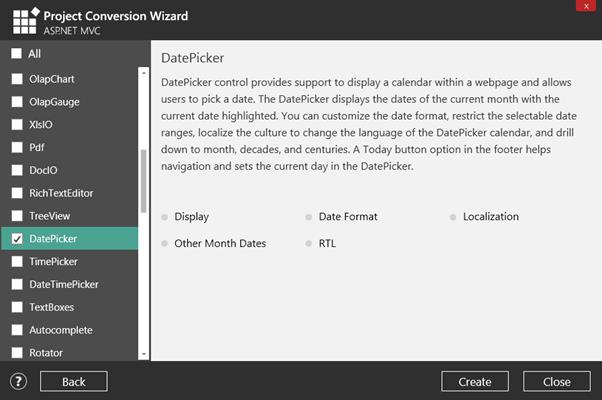 Project Conversion Wizard
ASP.NET MVC
x
All
OlapChart
OlapGauge
XlsIO
Pdf
DocIO
RichTextEditor
TreeView
DatePicker
TimePicker
DateTimePicker
TextBoxes
Autocomplete
Rotator
DatePicker
DatePicker control provides support to display a calendar within a webpage and allows
users to pick a date. The DatePicker displays the dates of the current month with the
current date highlighted. You can customize the date format, restrict the selectable date
ranges, localize the culture to change the language of the DatePicker calendar, and drill
down to month, decades, and centuries. A Today button option in the footer helps
navigation and sets the current day in the DatePicker.
Display Date Format Localization
Other Month Dates RTL
? Back Create Close